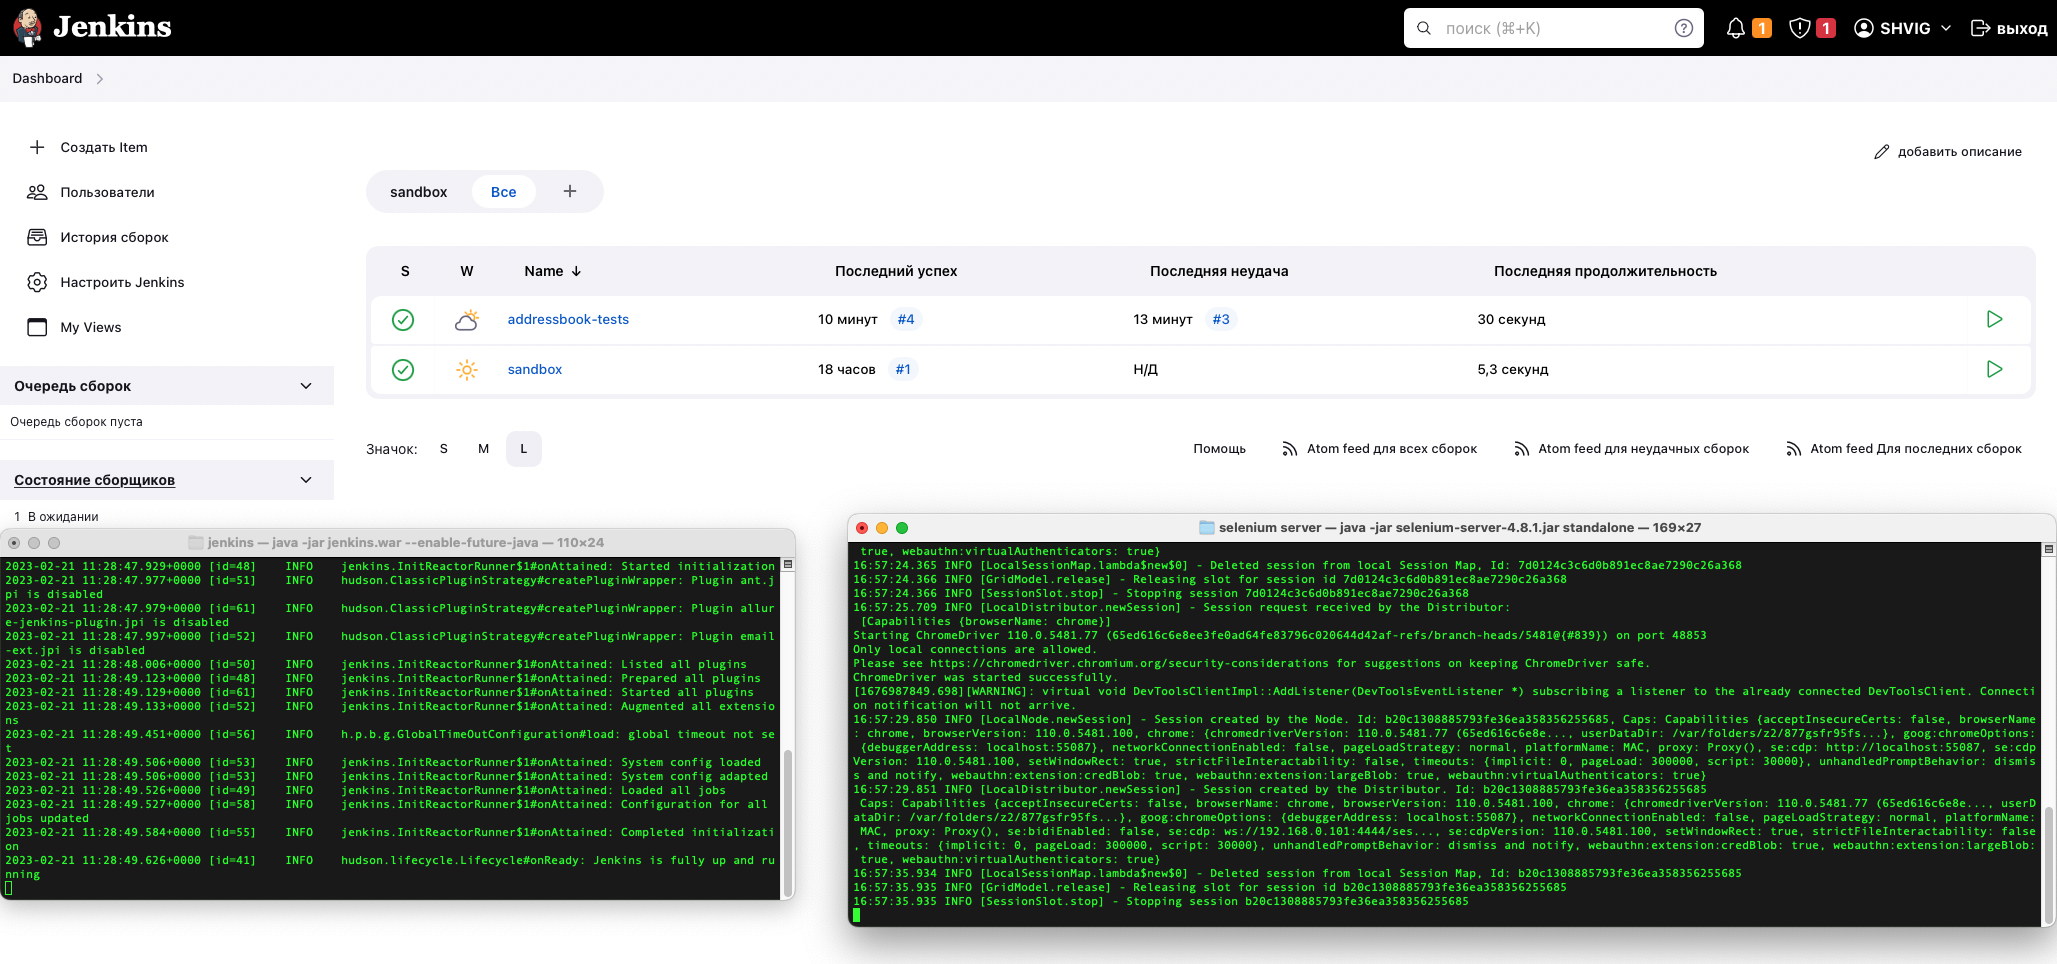 Jenkins
поиск (⌘+K)
1
1
SHVIG
выход
Dashboard
Создать Item
Пользователи
История сборок
Настроить Jenkins
My Views
Очередь сборок
Очередь сборок пуста
Состояние сборщиков
1 В ожидании
добавить описание
sandbox Все +
S W Name ↓ Последний успех Последняя неудача Последняя продолжительность
addressbook-tests 10 минут #4 13 минут #3 30 секунд
sandbox 18 часов #1 Н/Д 5,3 секунд
Значок: S M L
Помощь Atom feed для всех сборок Atom feed для неудачных сборок Atom feed Для последних сборок
jenkins — java -jar jenkins.war --enable-future-java — 110×24
2023-02-21 11:28:47.929+0000 [id=48] INFO jenkins.InitReactorRunner$1#onAttained: Started initialization
2023-02-21 11:28:47.977+0000 [id=51] INFO hudson.ClassicPluginStrategy#createPluginWrapper: Plugin ant.j
pi is disabled
2023-02-21 11:28:47.979+0000 [id=61] INFO hudson.ClassicPluginStrategy#createPluginWrapper: Plugin allur
e-jenkins-plugin.jpi is disabled
2023-02-21 11:28:47.997+0000 [id=52] INFO hudson.ClassicPluginStrategy#createPluginWrapper: Plugin email
-ext.jpi is disabled
2023-02-21 11:28:48.006+0000 [id=50] INFO jenkins.InitReactorRunner$1#onAttained: Listed all plugins
2023-02-21 11:28:49.123+0000 [id=48] INFO jenkins.InitReactorRunner$1#onAttained: Prepared all plugins
2023-02-21 11:28:49.129+0000 [id=61] INFO jenkins.InitReactorRunner$1#onAttained: Started all plugins
2023-02-21 11:28:49.133+0000 [id=52] INFO jenkins.InitReactorRunner$1#onAttained: Augmented all extensio
ns
2023-02-21 11:28:49.451+0000 [id=56] INFO h.p.b.g.GlobalTimeOutConfiguration#load: global timeout not se
t
2023-02-21 11:28:49.506+0000 [id=53] INFO jenkins.InitReactorRunner$1#onAttained: System config loaded
2023-02-21 11:28:49.506+0000 [id=53] INFO jenkins.InitReactorRunner$1#onAttained: System config adapted
2023-02-21 11:28:49.526+0000 [id=49] INFO jenkins.InitReactorRunner$1#onAttained: Loaded all jobs
2023-02-21 11:28:49.527+0000 [id=58] INFO jenkins.InitReactorRunner$1#onAttained: Configuration for all
jobs updated
2023-02-21 11:28:49.584+0000 [id=55] INFO jenkins.InitReactorRunner$1#onAttained: Completed initializati
on
2023-02-21 11:28:49.626+0000 [id=41] INFO hudson.lifecycle.Lifecycle#onReady: Jenkins is fully up and ru
nning
selenium server — java -jar selenium-server-4.8.1.jar standalone — 169×27
true, webauthn:virtualAuthenticators: true}
16:57:24.365 INFO [LocalSessionMap.lambda$new$0] - Deleted session from local Session Map, Id: 7d0124c3c6d0b891ec8ae7290c26a368
16:57:24.366 INFO [GridModel.release] - Releasing slot for session id 7d0124c3c6d0b891ec8ae7290c26a368
16:57:24.366 INFO [SessionSlot.stop] - Stopping session 7d0124c3c6d0b891ec8ae7290c26a368
16:57:25.709 INFO [LocalDistributor.newSession] - Session request received by the Distributor:
[Capabilities {browserName: chrome}]
Starting ChromeDriver 110.0.5481.77 (65ed616c6e8ee3fe0ad64fe83796c020644d42af-refs/branch-heads/5481@{#839}) on port 48853
Only local connections are allowed.
Please see https://chromedriver.chromium.org/security-considerations for suggestions on keeping ChromeDriver safe.
ChromeDriver was started successfully.
[1676987849.698][WARNING]: virtual void DevToolsClientImpl::AddListener(DevToolsEventListener *) subscribing a listener to the already connected DevToolsClient. Connecti
on notification will not arrive.
16:57:29.850 INFO [LocalNode.newSession] - Session created by the Node. Id: b20c1308885793fe36ea358356255685, Caps: Capabilities {acceptInsecureCerts: false, browserName
: chrome, browserVersion: 110.0.5481.100, chrome: {chromedriverVersion: 110.0.5481.77 (65ed616c6e8e..., userDataDir: /var/folders/z2/877gsfr95fs...}, goog:chromeOptions:
{debuggerAddress: localhost:55087}, networkConnectionEnabled: false, pageLoadStrategy: normal, platformName: MAC, proxy: Proxy(), se:cdp: http://localhost:55087, se:cdp
Version: 110.0.5481.100, setWindowRect: true, strictFileInteractability: false, timeouts: {implicit: 0, pageLoad: 300000, script: 30000}, unhandledPromptBehavior: dismis
s and notify, webauthn:extension:credBlob: true, webauthn:extension:largeBlob: true, webauthn:virtualAuthenticators: true}
16:57:29.851 INFO [LocalDistributor.newSession] - Session created by the Distributor. Id: b20c1308885793fe36ea358356255685
Caps: Capabilities {acceptInsecureCerts: false, browserName: chrome, browserVersion: 110.0.5481.100, chrome: {chromedriverVersion: 110.0.5481.77 (65ed616c6e8e..., userD
ataDir: /var/folders/z2/877gsfr95fs...}, goog:chromeOptions: {debuggerAddress: localhost:55087}, networkConnectionEnabled: false, pageLoadStrategy: normal, platformName:
MAC, proxy: Proxy(), se:bidiEnabled: false, se:cdp: ws://192.168.0.101:4444/ses..., se:cdpVersion: 110.0.5481.100, setWindowRect: true, strictFileInteractability: false
, timeouts: {implicit: 0, pageLoad: 300000, script: 30000}, unhandledPromptBehavior: dismiss and notify, webauthn:extension:credBlob: true, webauthn:extension:largeBlob:
true, webauthn:virtualAuthenticators: true}
16:57:35.934 INFO [LocalSessionMap.lambda$new$0] - Deleted session from local Session Map, Id: b20c1308885793fe36ea358356255685
16:57:35.935 INFO [GridModel.release] - Releasing slot for session id b20c1308885793fe36ea358356255685
16:57:35.935 INFO [SessionSlot.stop] - Stopping session b20c1308885793fe36ea358356255685